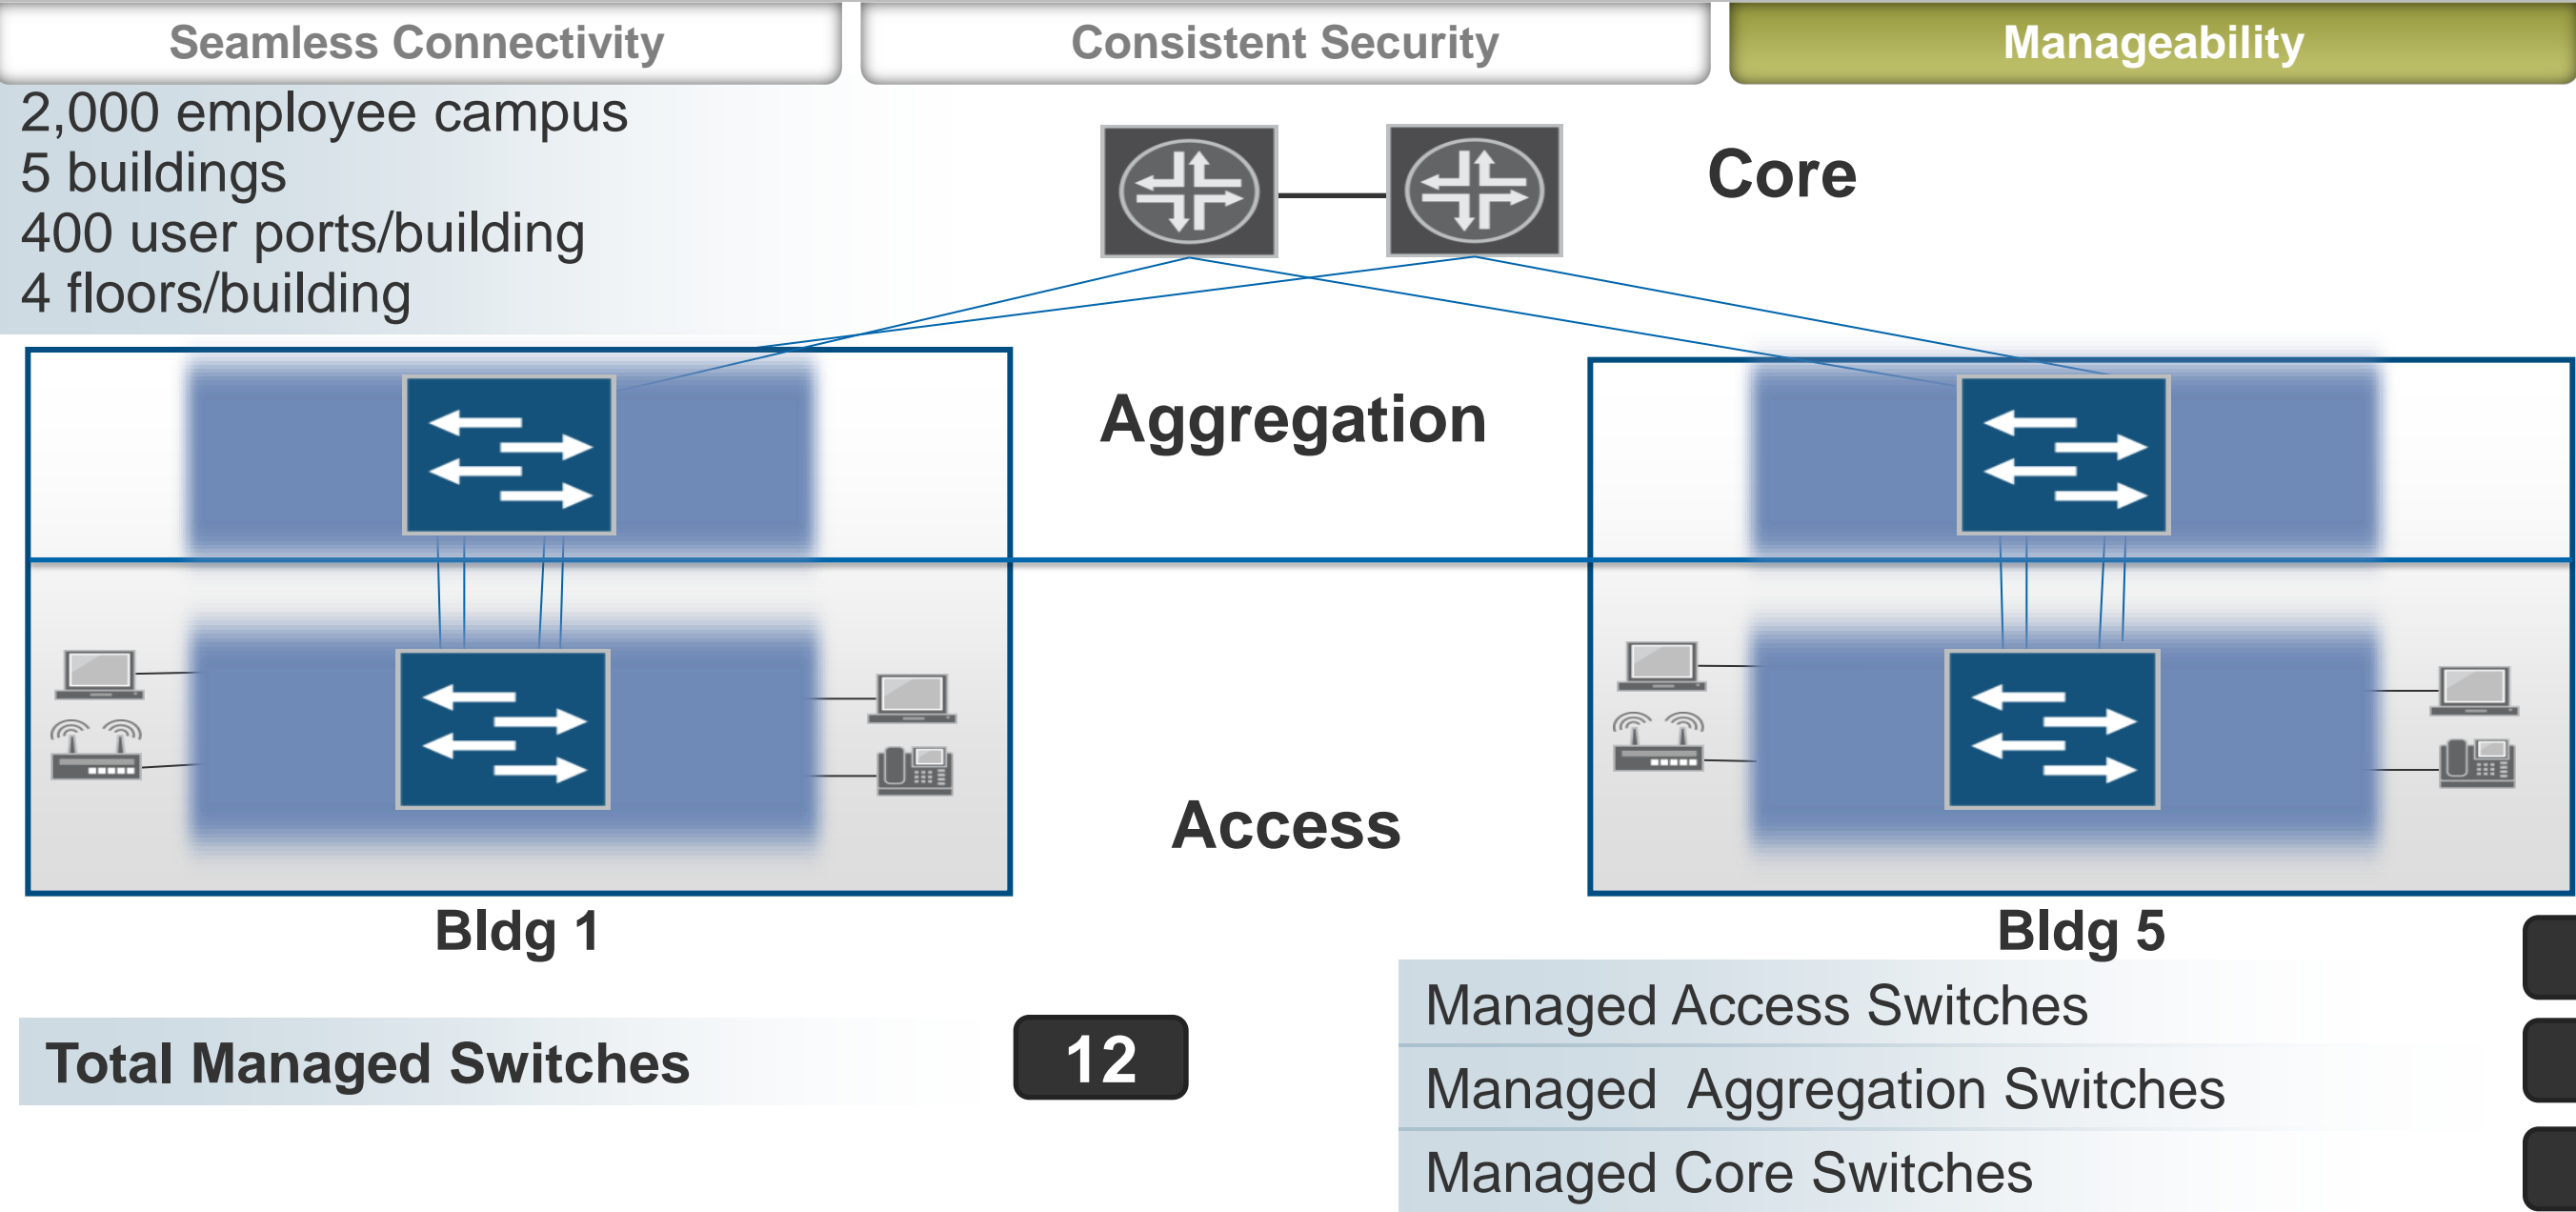 Seamless Connectivity
Consistent Security
Manageability
2,000 employee campus
5 buildings
400 user ports/building
4 floors/building
Core
Aggregation
Access
Bldg 1
Bldg 5
Total Managed Switches
12
Managed Access Switches
Managed Aggregation Switches
Managed Core Switches